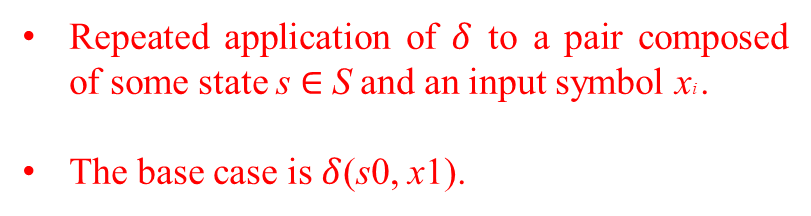 • Repeated application of δ to a pair composed
of some state s ∈ S and an input symbol xᵢ.
• The base case is δ(s0, x1).